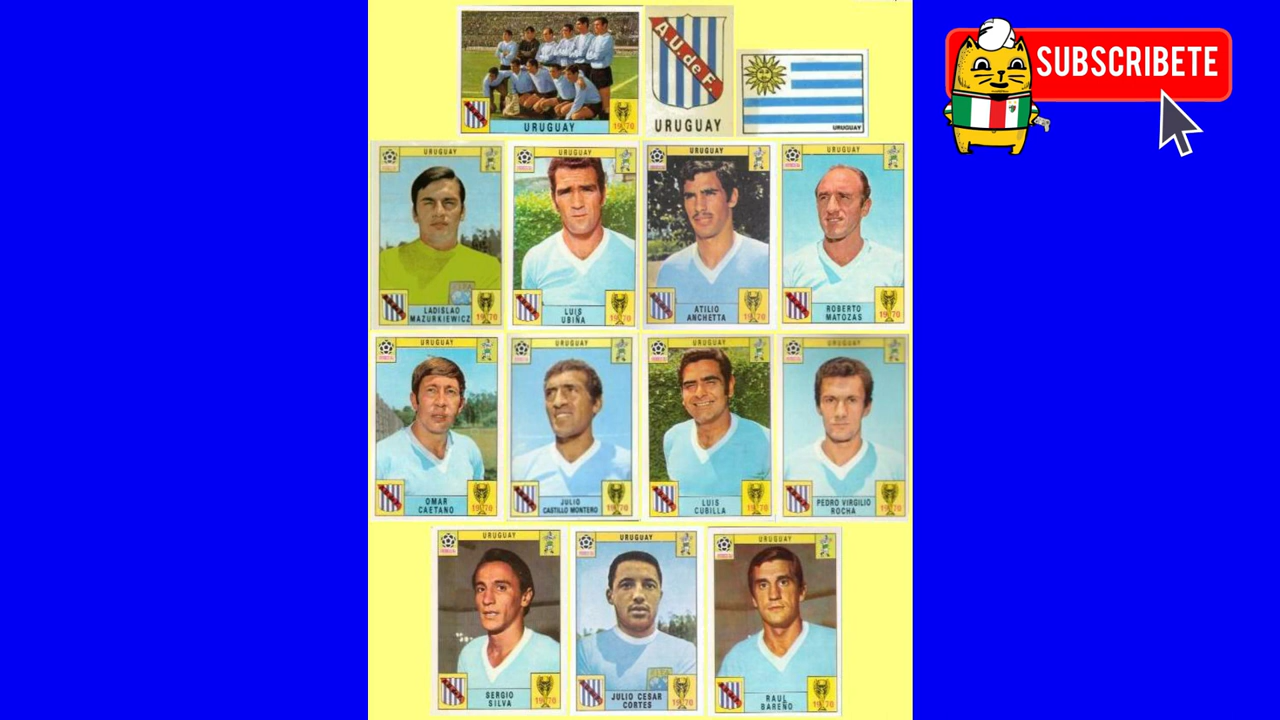 SUBSCRIBETE
A.U. de F.
URUGUAY
1970
URUGUAY
URUGUAY
URUGUAY
URUGUAY
URUGUAY
URUGUAY
LADISLAO
MAZURKIEWICZ
1970
LUIS
UBIÑA
1970
ATILIO
ANCHETTA
1970
ROBERTO
MATOZAS
1970
URUGUAY
URUGUAY
URUGUAY
URUGUAY
OMAR
CAETANO
1970
JULIO
CASTILLO MONTERO
1970
LUIS
CUBILLA
1970
PEDRO VIRGILIO
ROCHA
1970
URUGUAY
URUGUAY
URUGUAY
SERGIO
SILVA
1970
JULIO CESAR
CORTES
1970
RAUL
BAREÑO
1970